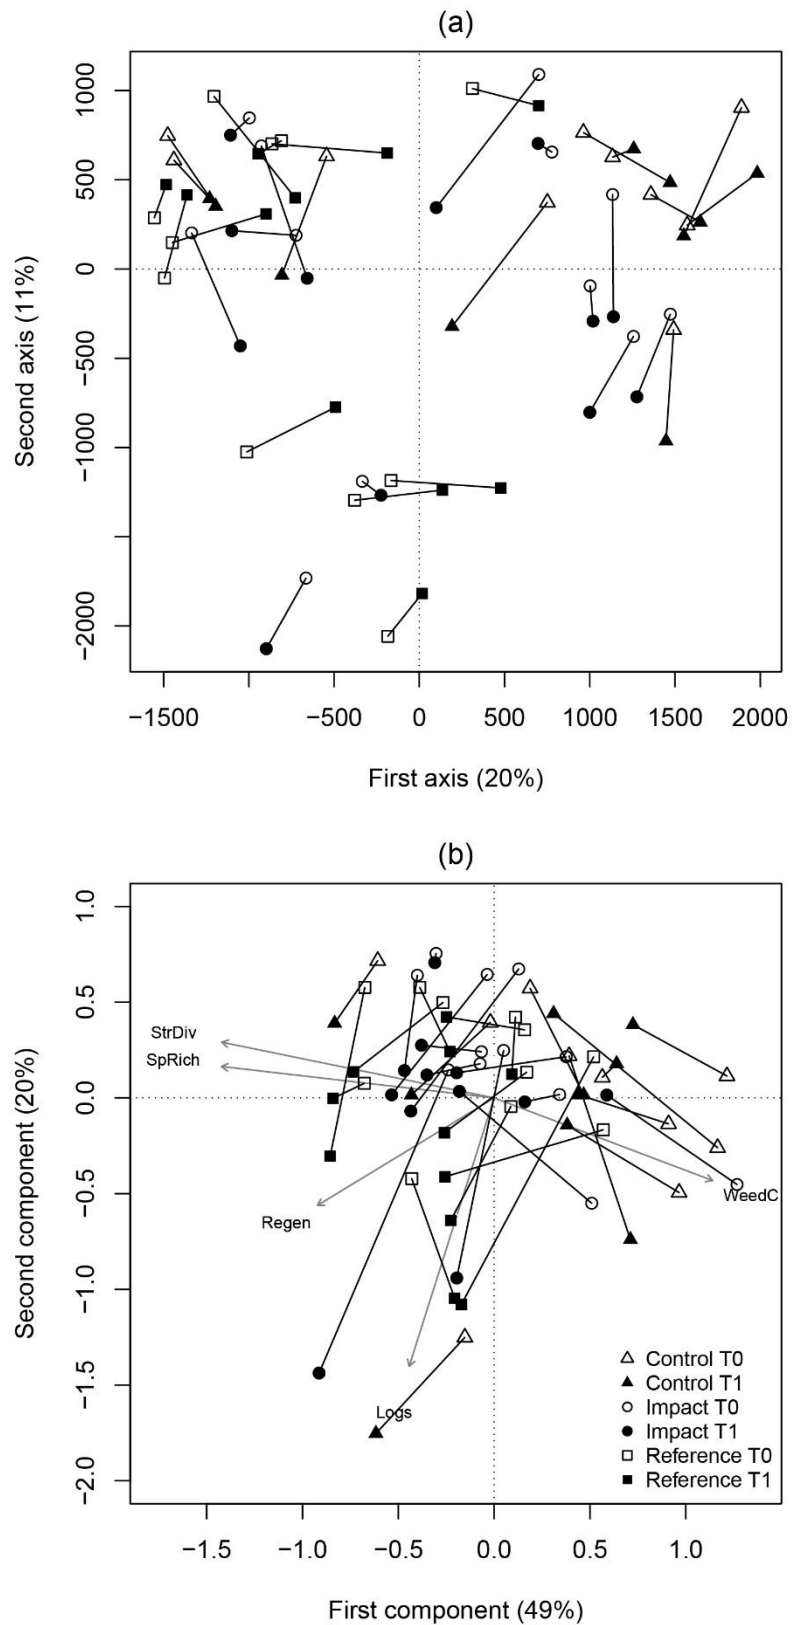 (a)
1000
500
0
−500
−1000
−2000
Second axis (11%)
−1500
−500
0
500
1000
1500
2000
First axis (20%)
(b)
1.0
0.5
0.0
−0.5
−1.0
−1.5
−2.0
Second component (20%)
StrDiv
SpRich
Regen
WeedC
Logs
Control T0
Control T1
Impact T0
Impact T1
Reference T0
Reference T1
−1.5
−1.0
−0.5
0.0
0.5
1.0
First component (49%)